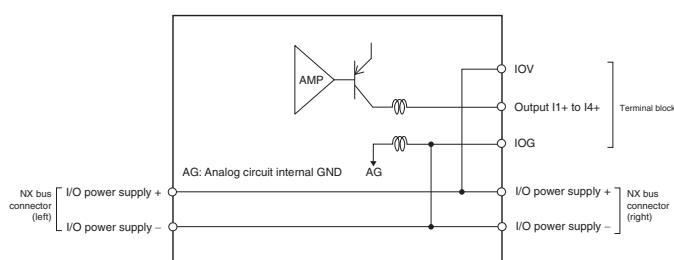 AMP
IOV
Output I1+ to I4+
Terminal block
IOG
AG: Analog circuit internal GND
AG
NX bus
connector
(left)
I/O power supply +
I/O power supply –
I/O power supply +
I/O power supply –
NX bus
connector
(right)